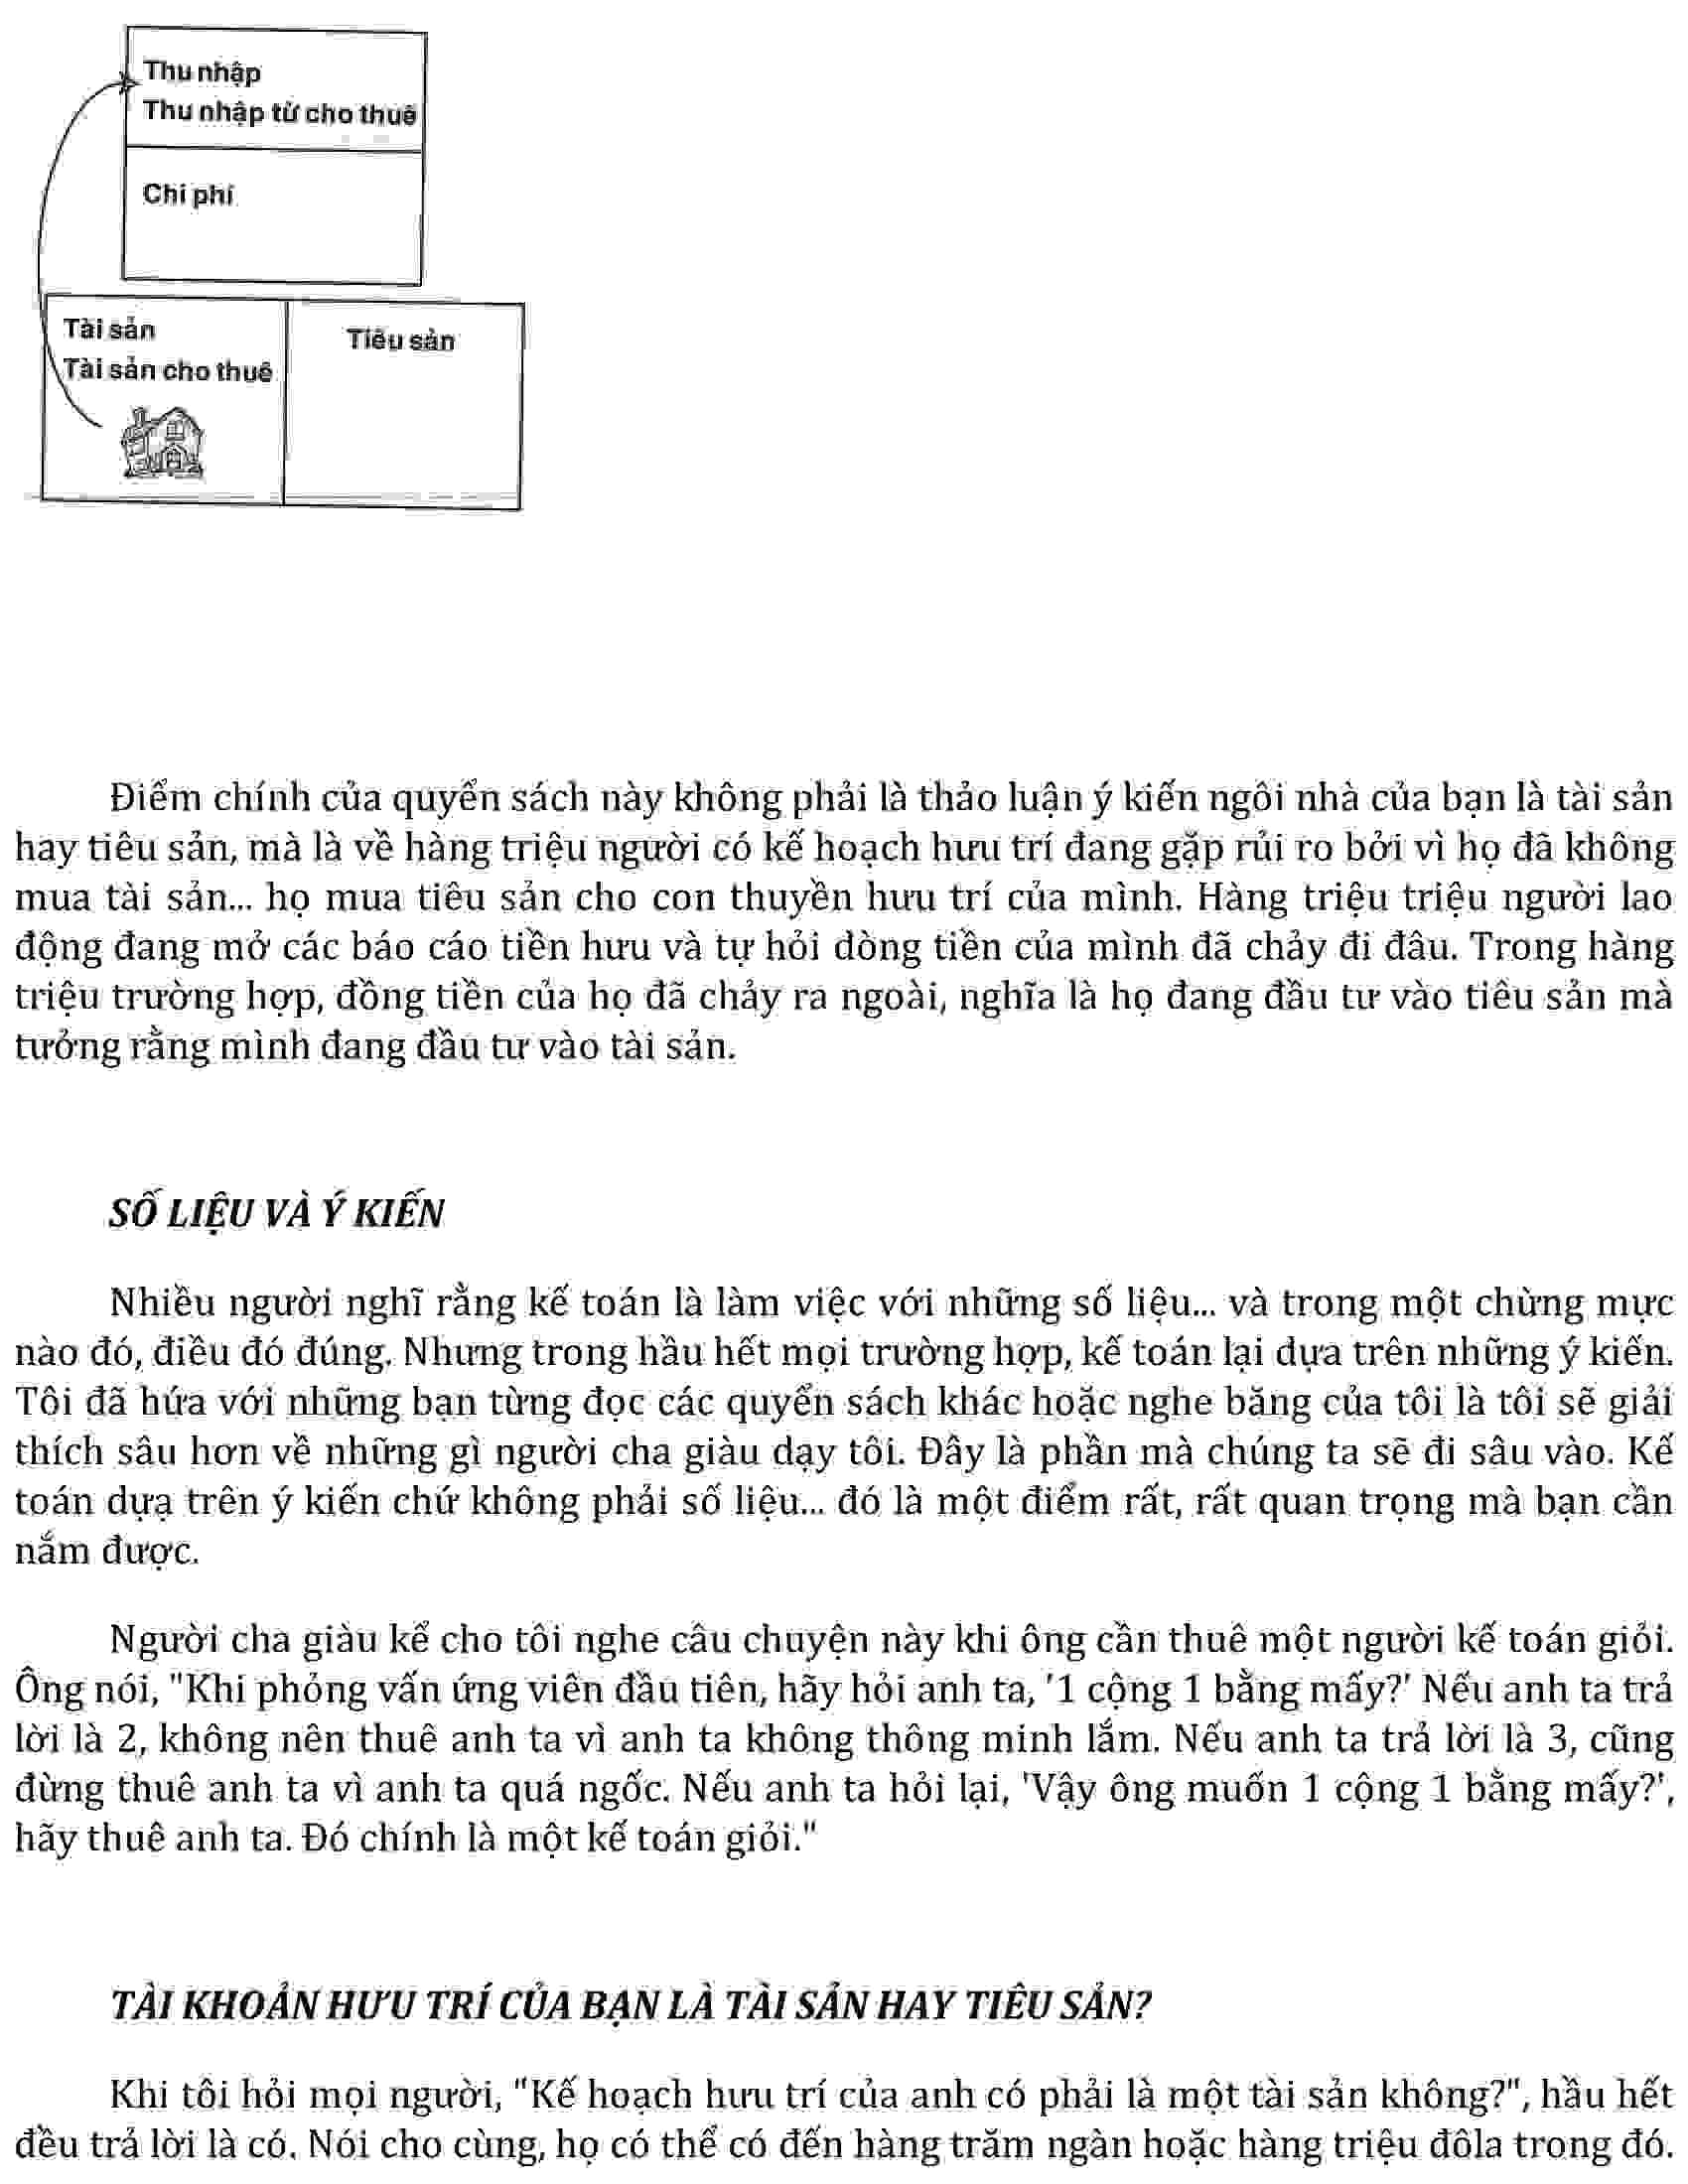 Thu nhập
Thu nhập từ cho thuê
Chi phí
Tài sản
Tài sản cho thuê
Tiêu sản
Điểm chính của quyển sách này không phải là thảo luận ý kiến ngôi nhà của bạn là tài sản
hay tiêu sản, mà là về hàng triệu người có kế hoạch hưu trí đang gặp rủi ro bởi vì họ đã không
mua tài sản... họ mua tiêu sản cho con thuyền hưu trí của mình. Hàng triệu triệu người lao
động đang mở các báo cáo tiền hưu và tự hỏi dòng tiền của mình đã chảy đi đâu. Trong hàng
triệu trường hợp, đồng tiền của họ đã chảy ra ngoài, nghĩa là họ đang đầu tư vào tiêu sản mà
tưởng rằng mình đang đầu tư vào tài sản.
SỐ LIỆU VÀ Ý KIẾN
Nhiều người nghĩ rằng kế toán là làm việc với những số liệu... và trong một chừng mực
nào đó, điều đó đúng. Nhưng trong hầu hết mọi trường hợp, kế toán lại dựa trên những ý kiến.
Tôi đã hứa với những bạn từng đọc các quyển sách khác hoặc nghe băng của tôi là tôi sẽ giải
thích sâu hơn về những gì người cha giàu dạy tôi. Đây là phần mà chúng ta sẽ đi sâu vào. Kế
toán dựa trên ý kiến chứ không phải số liệu... đó là một điểm rất, rất quan trọng mà bạn cần
nắm được.
Người cha giàu kể cho tôi nghe câu chuyện này khi ông cần thuê một người kế toán giỏi.
Ông nói, "Khi phỏng vấn ứng viên đầu tiên, hãy hỏi anh ta, '1 cộng 1 bằng mấy?' Nếu anh ta trả
lời là 2, không nên thuê anh ta vì anh ta không thông minh lắm. Nếu anh ta trả lời là 3, cũng
đừng thuê anh ta vì anh ta quá ngốc. Nếu anh ta hỏi lại, 'Vậy ông muốn 1 cộng 1 bằng mấy?',
hãy thuê anh ta. Đó chính là một kế toán giỏi."
TÀI KHOẢN HƯU TRÍ CỦA BẠN LÀ TÀI SẢN HAY TIÊU SẢN?
Khi tôi hỏi mọi người, "Kế hoạch hưu trí của anh có phải là một tài sản không?", hầu hết
đều trả lời là có. Nói cho cùng, họ có thể có đến hàng trăm ngàn hoặc hàng triệu đôla trong đó.